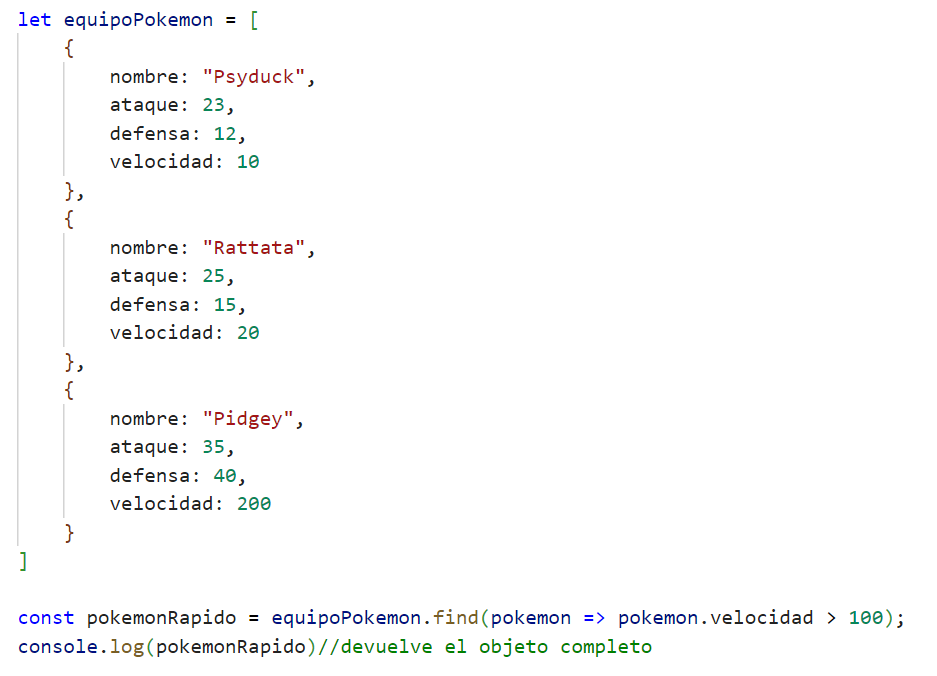 let equipoPokemon = [
    {
        nombre: "Psyduck",
        ataque: 23,
        defensa: 12,
        velocidad: 10
    },
    {
        nombre: "Rattata",
        ataque: 25,
        defensa: 15,
        velocidad: 20
    },
    {
        nombre: "Pidgey",
        ataque: 35,
        defensa: 40,
        velocidad: 200
    }
]

const pokemonRapido = equipoPokemon.find(pokemon => pokemon.velocidad > 100);
console.log(pokemonRapido)//devuelve el objeto completo